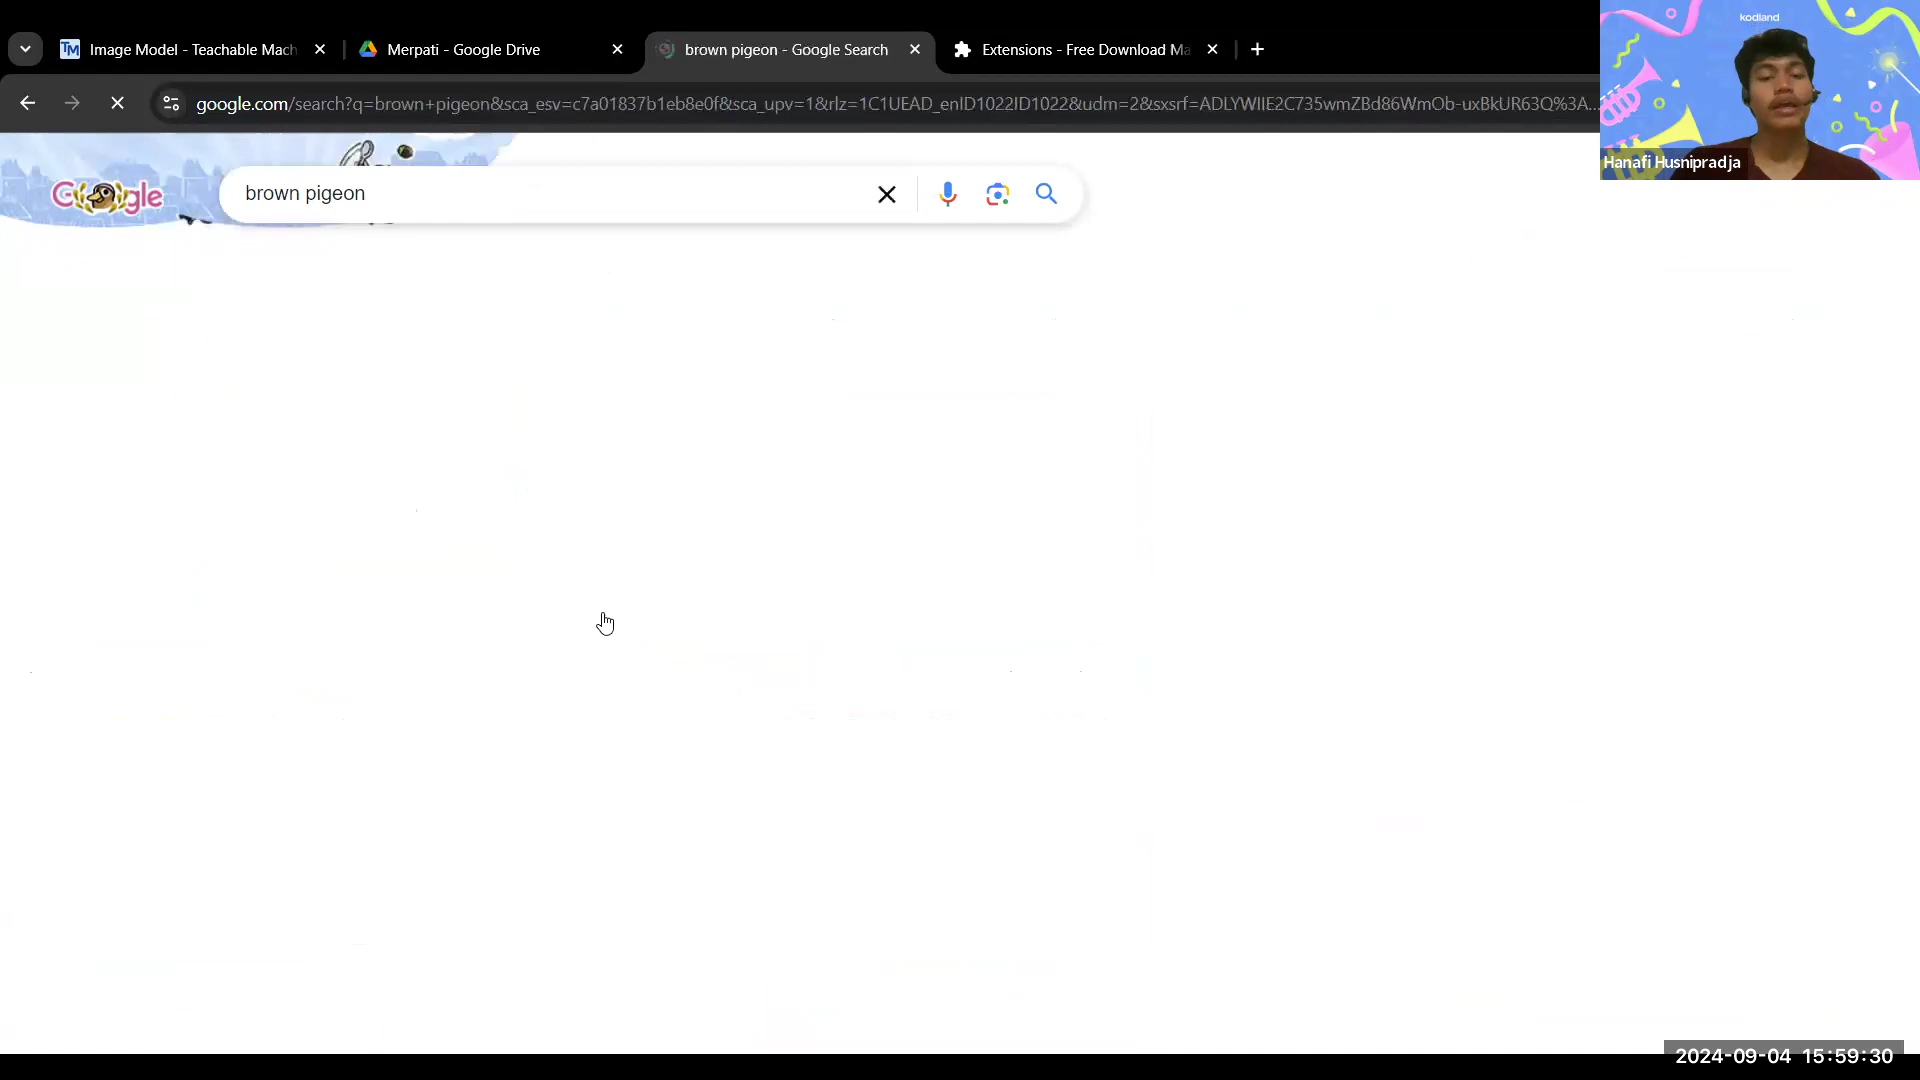 Image Model - Teachable Mach
Merpati - Google Drive
brown pigeon - Google Search
Extensions - Free Download Ma
google.com/search?q=brown+pigeon&sca_esv=c7a01837b1eb8e0f&sca_upv=1&rlz=1C1UEAD_enID1022ID1022&udm=2&sxsrf=ADLYWIIE2C735wmZBd86WmOb-uxBkUR63Q%3A...
kodland
Hanafi Husnipradja
Google
brown pigeon
2024-09-04 15:59:30